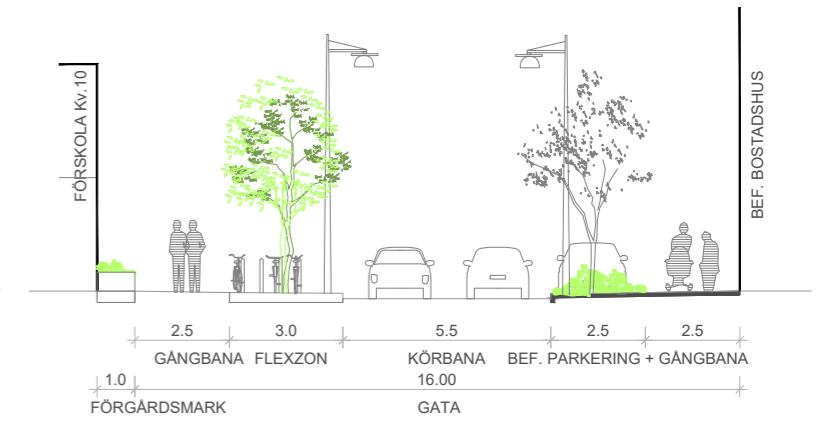 FÖRSKOLA Kv.10
BEF. BOSTADSHUS
2.5 3.0 5.5 2.5 2.5
GÅNGBANA FLEXZON KÖRBANA BEF. PARKERING + GÅNGBANA
1.0 16.00
FÖRGÅRDSMARK GATA